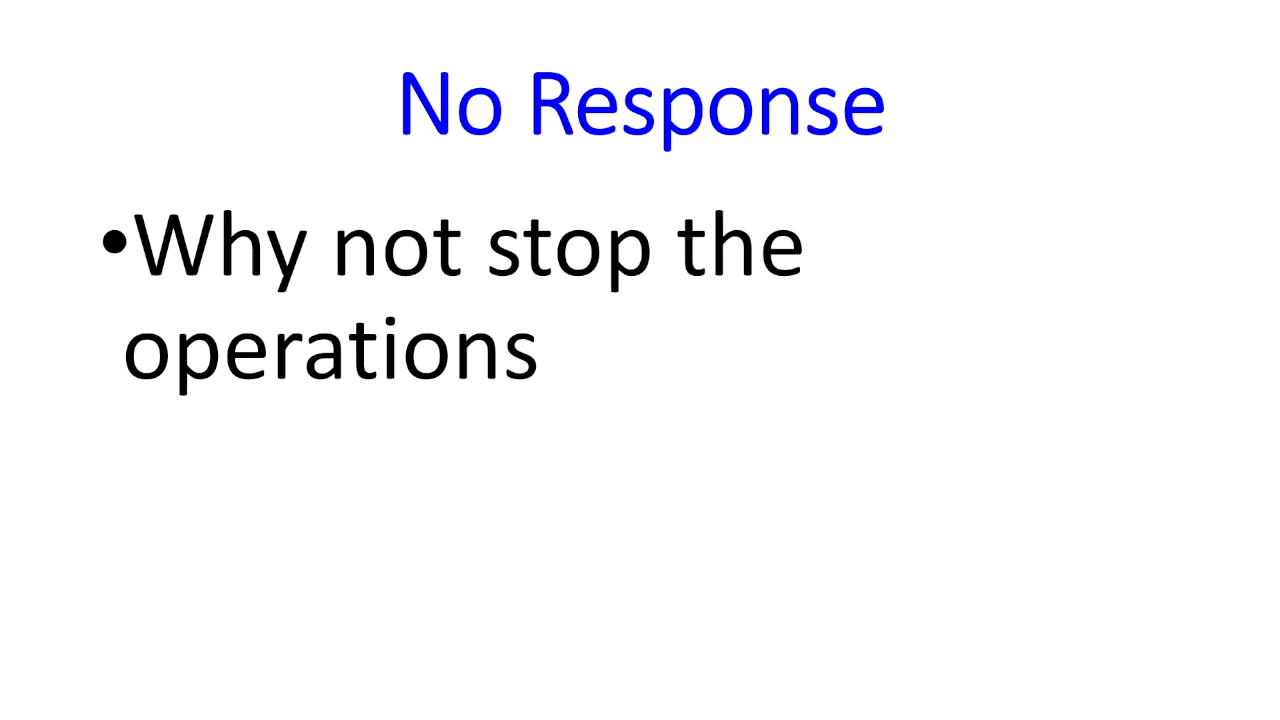 No Response
•Why not stop the
operations